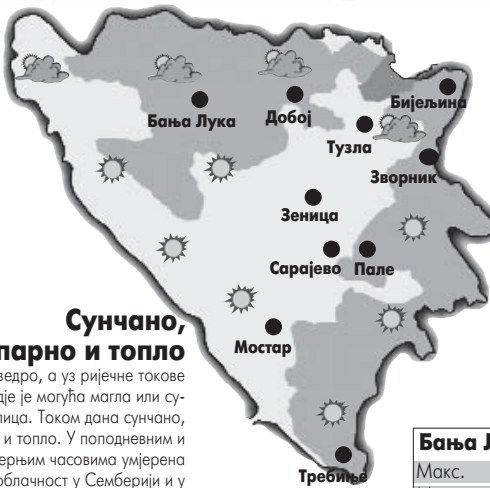 Бијељина
Бања Лука
Добој
Тузла
Зворник
Зеница
Сарајево
Пале
Мостар
Требиње
Сунчано,
парно и топло
ведро, а уз ријечне токове
дје је могућа магла или су-
лица. Током дана сунчано,
и топло. У поподневним и
ерњим часовима умјерена
облачност у Семберији и у
Бања Л
Макс.